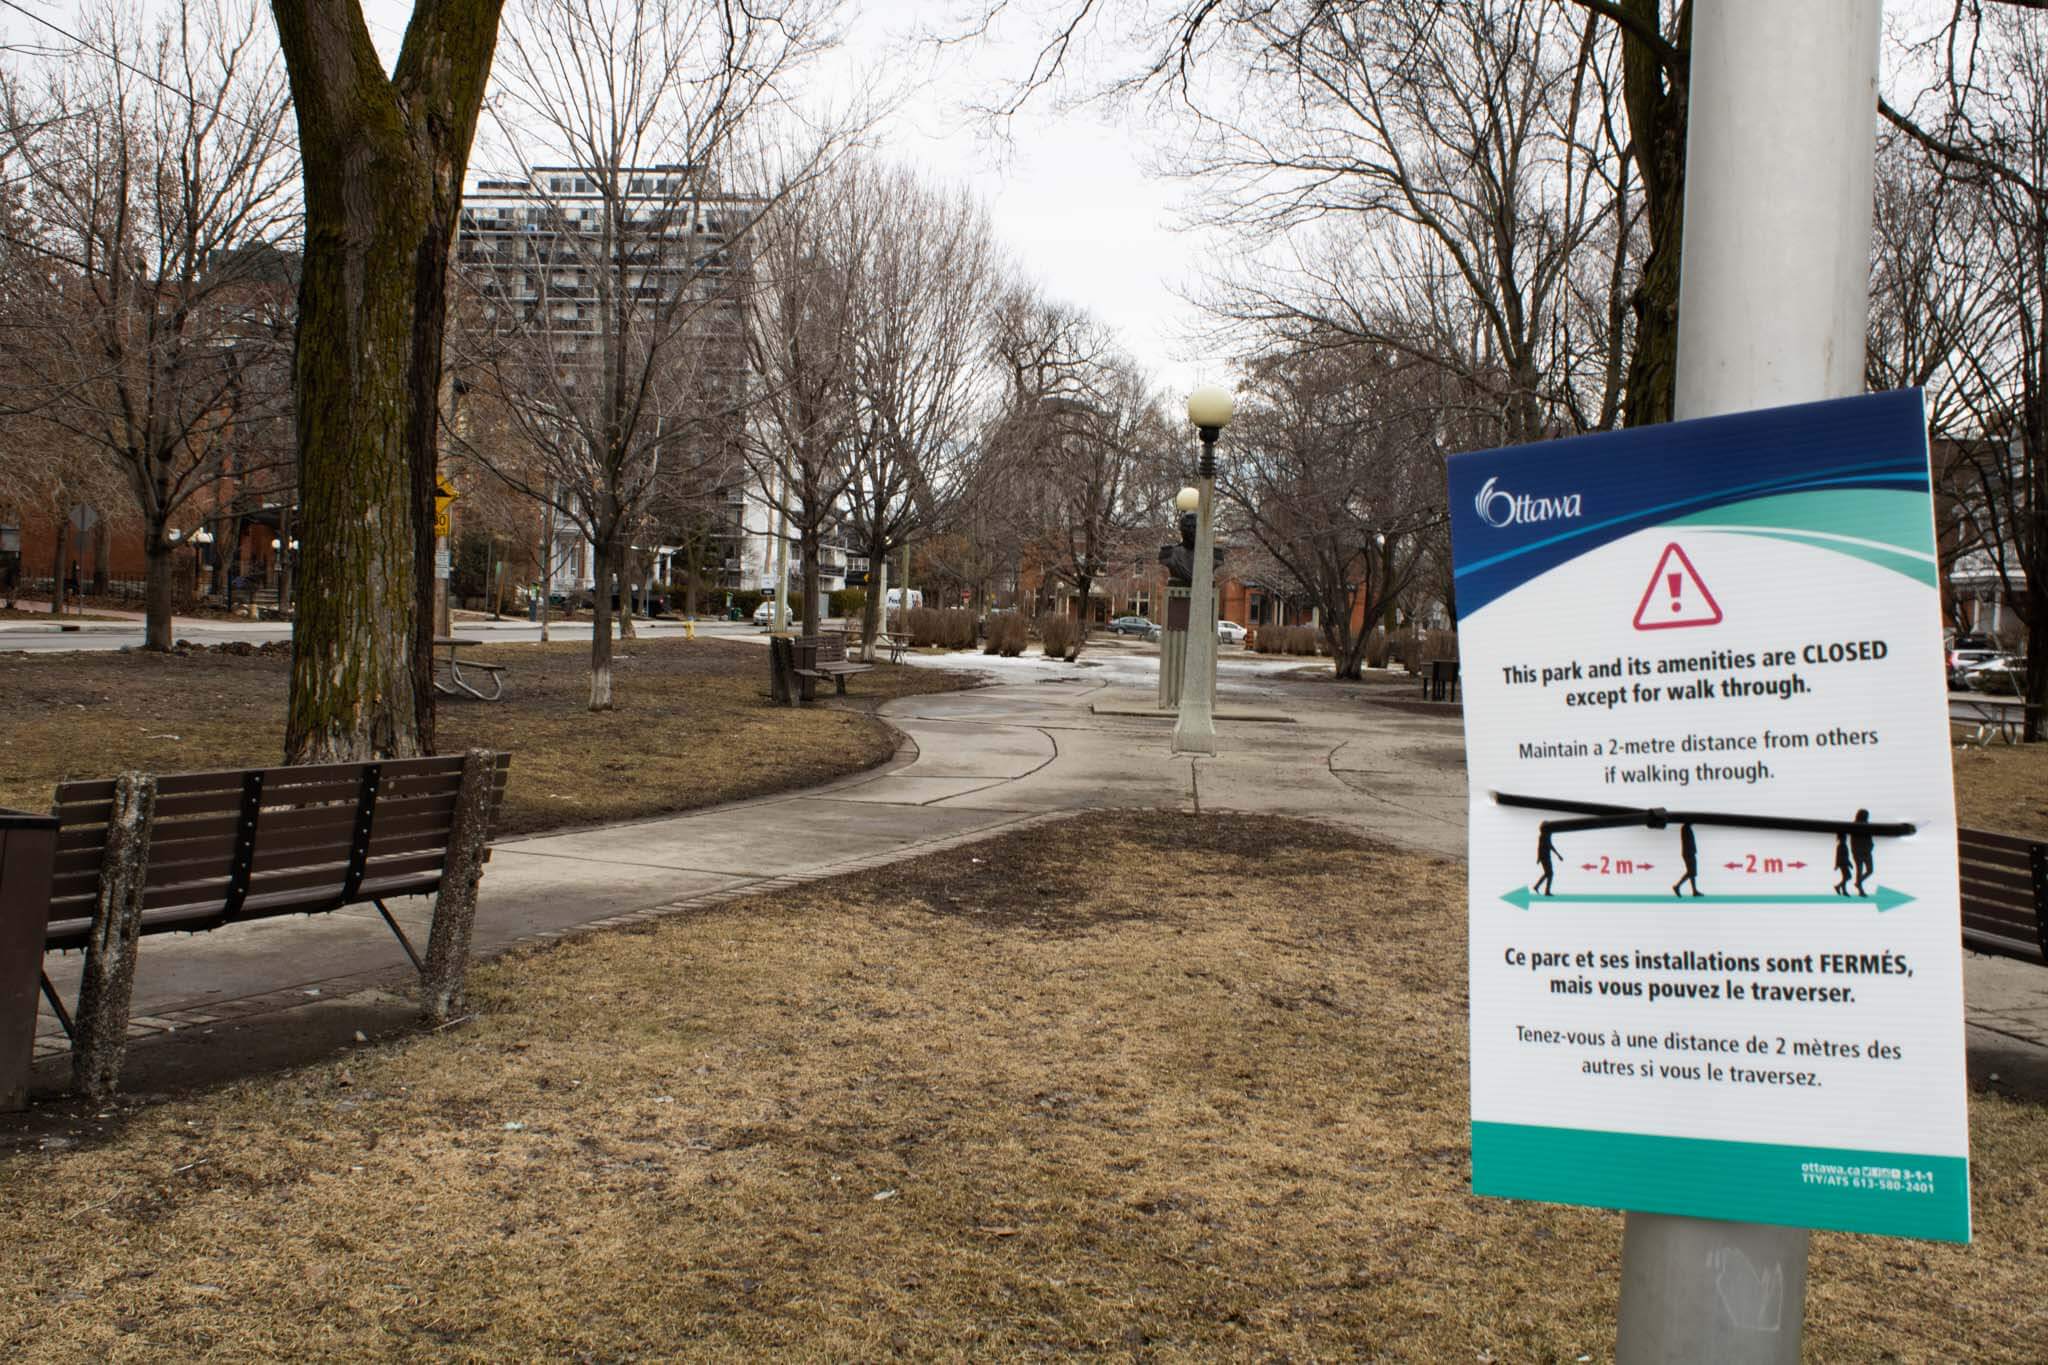 Ottawa
This park and its amenities are CLOSED
except for walk through.
Maintain a 2-metre distance from others
if walking through.
2 m
2 m
Ce parc et ses installations sont FERMÉS,
mais vous pouvez le traverser.
Tenez-vous à une distance de 2 mètres des
autres si vous le traversez.
ottawa.ca 3-1-1
TTY/ATS 613-580-2401